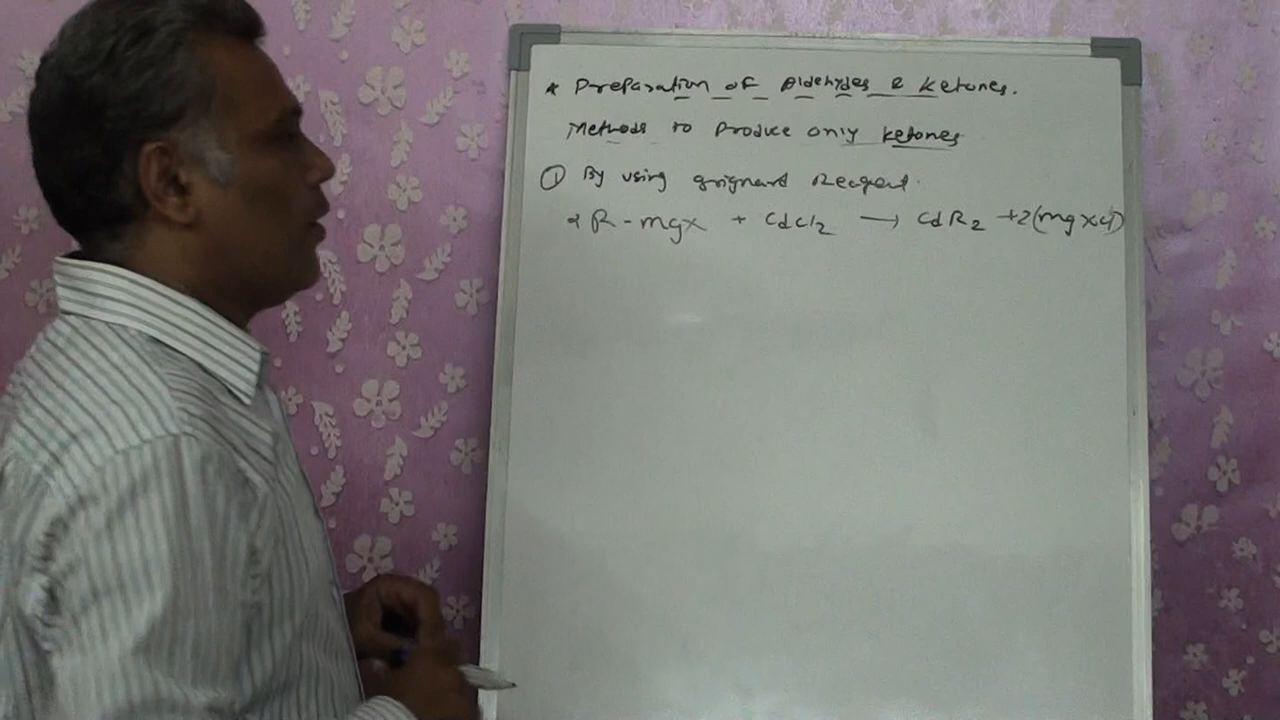 * Preparation of Aldehydes & ketones.
Methods to produce only ketones
① By using grignard Reagent.
2R-mgx + CdCl2 → CdR2 +2(mgxCl)